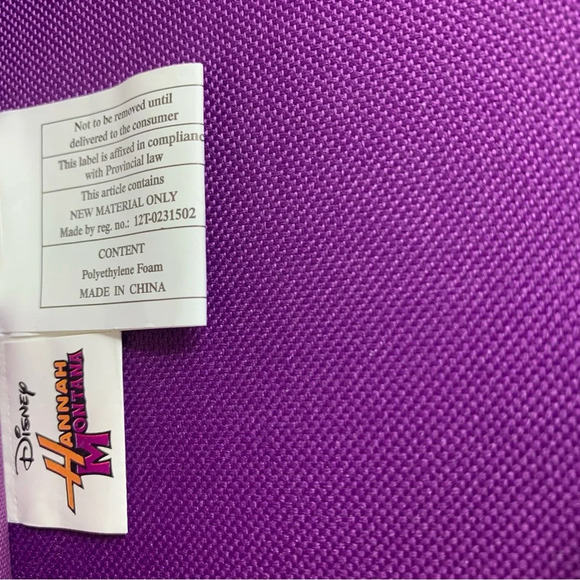 Not to be removed until
delivered to the consumer
This label is affixed in complianc
with Provincial law
This article contains
NEW MATERIAL ONLY
Made by reg. no.: 12T-0231502
CONTENT
Polyethylene Foam
MADE IN CHINA
Disney
HANNAH
MONTANA